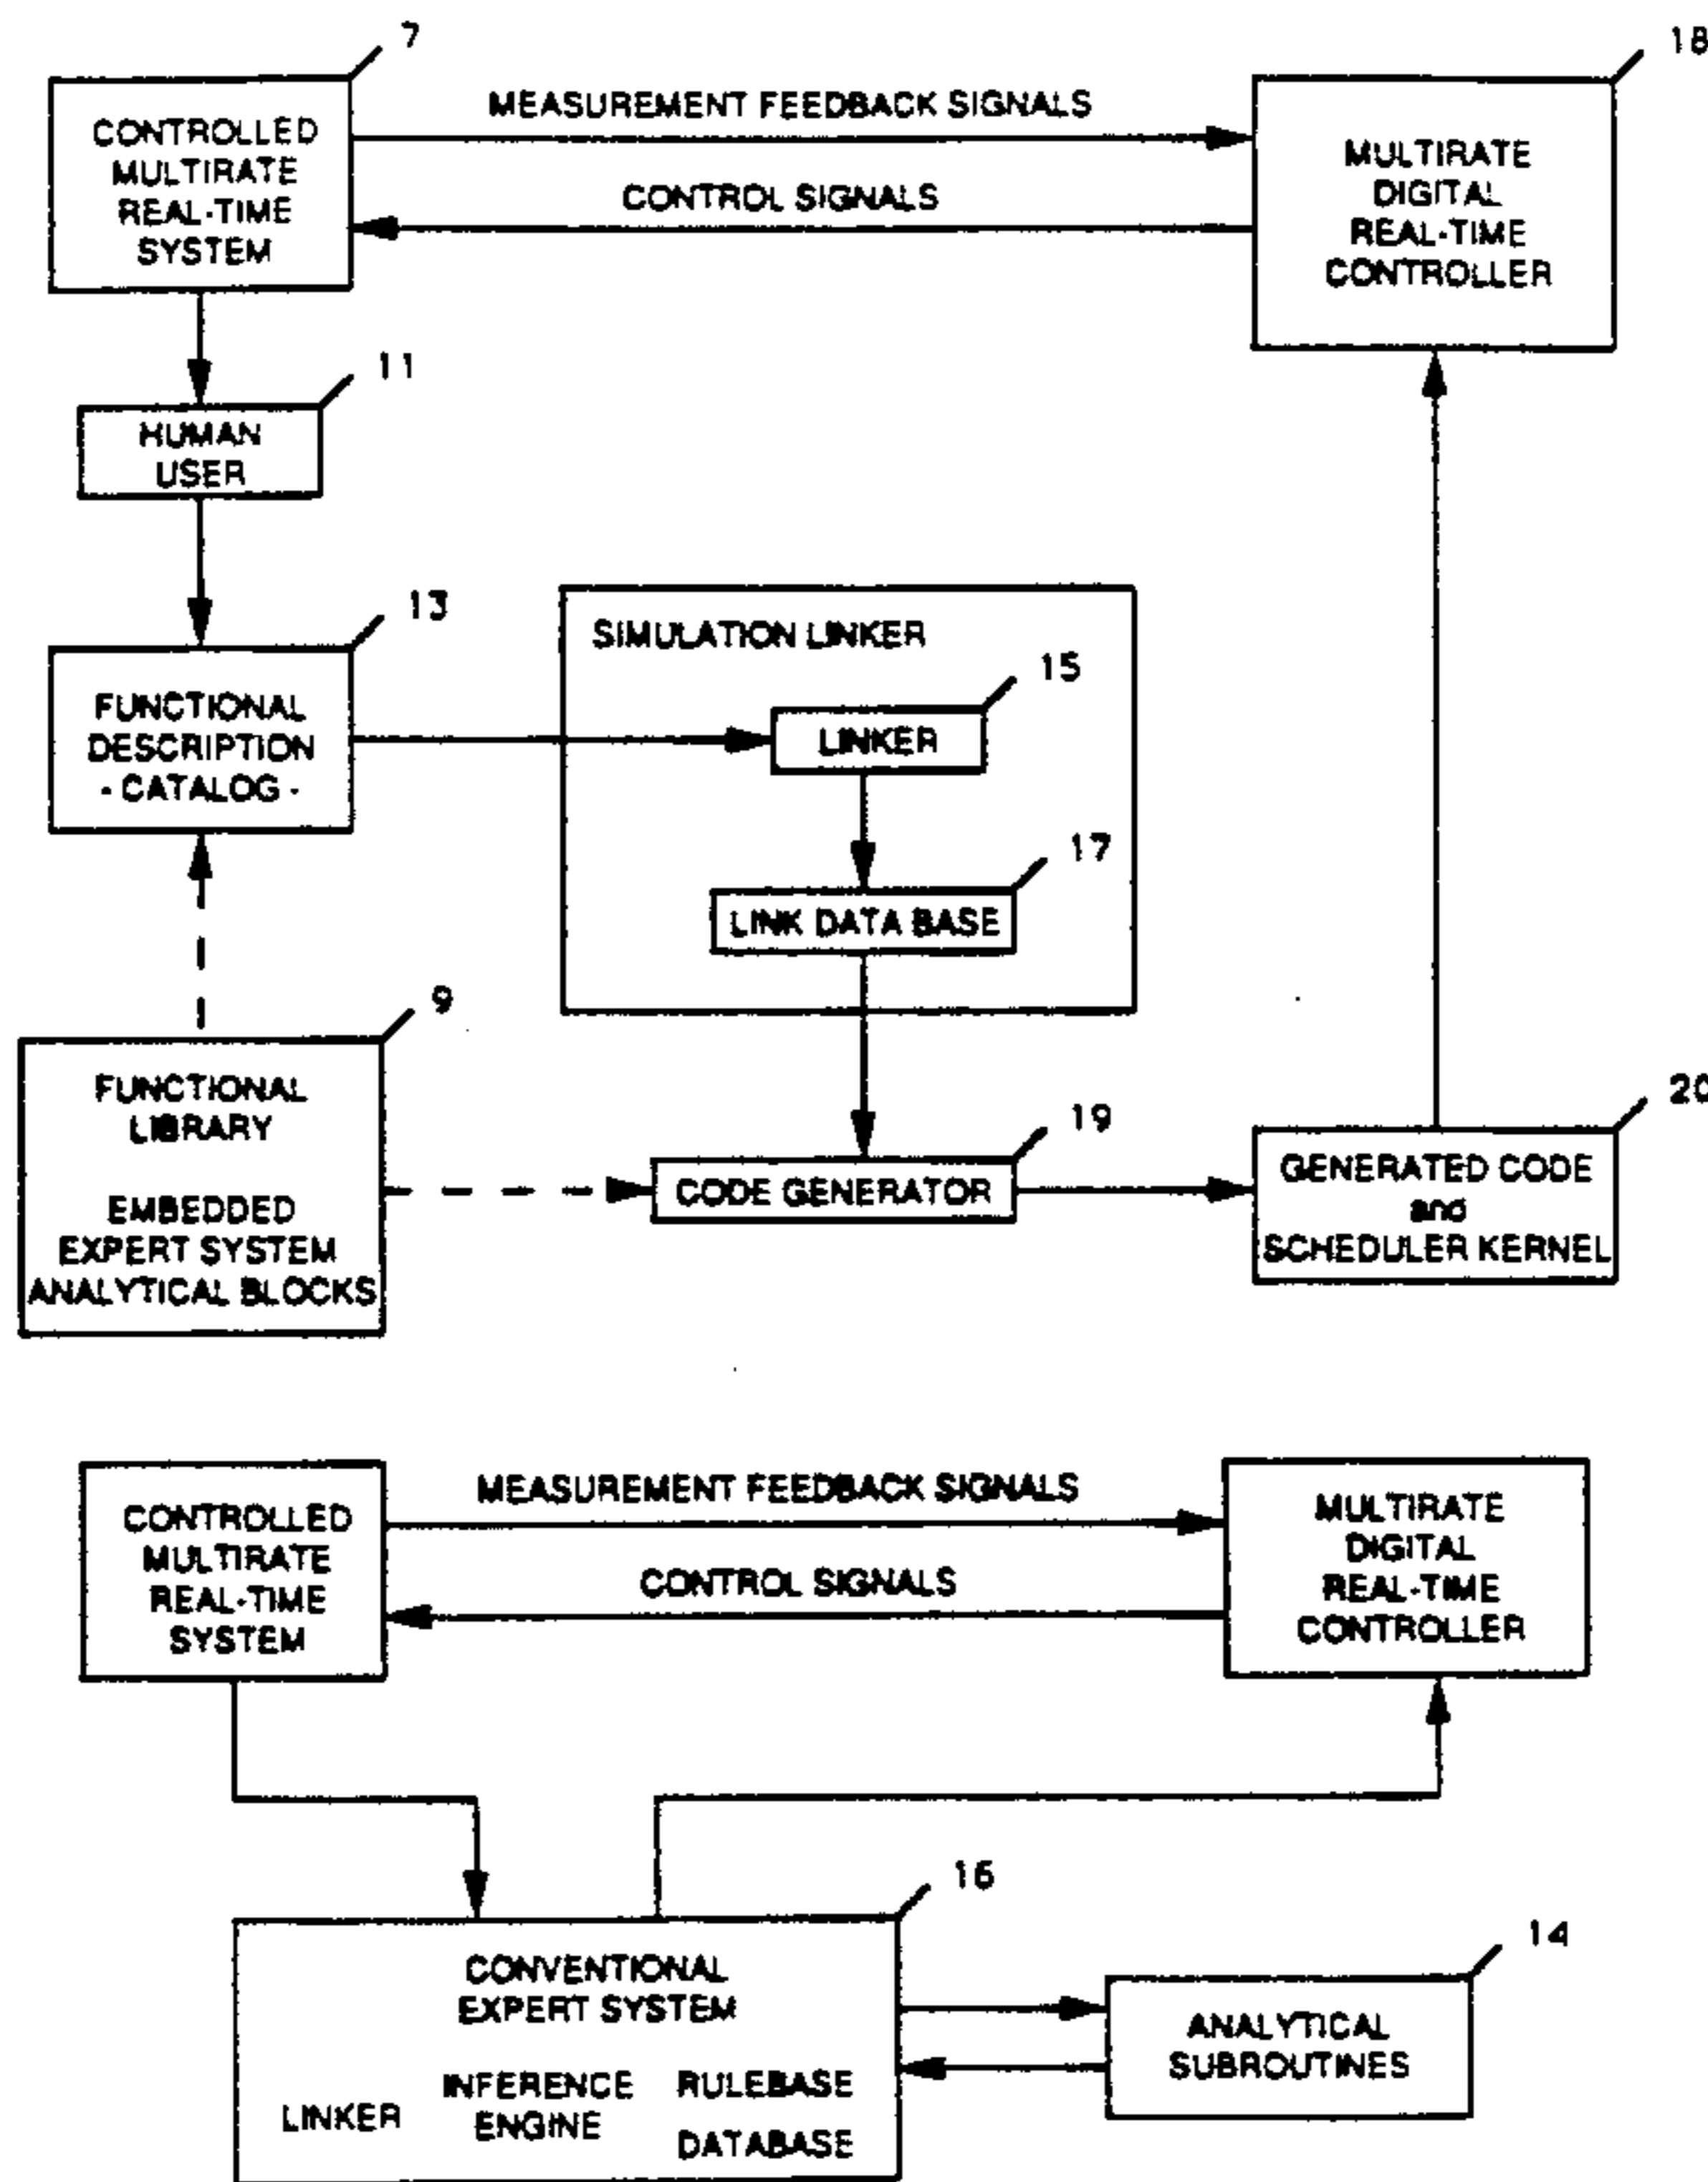 7
18
CONTROLLED
MULTIRATE
REAL-TIME
SYSTEM
MEASUREMENT FEEDBACK SIGNALS
CONTROL SIGNALS
MULTIRATE
DIGITAL
REAL-TIME
CONTROLLER
11
HUMAN
USER
13
FUNCTIONAL
DESCRIPTION
- CATALOG -
SIMULATION LINKER
15
LINKER
17
LINK DATA BASE
9
FUNCTIONAL
LIBRARY
EMBEDDED
EXPERT SYSTEM
ANALYTICAL BLOCKS
19
CODE GENERATOR
20
GENERATED CODE
and
SCHEDULER KERNEL
CONTROLLED
MULTIRATE
REAL-TIME
SYSTEM
MEASUREMENT FEEDBACK SIGNALS
CONTROL SIGNALS
MULTIRATE
DIGITAL
REAL-TIME
CONTROLLER
16
CONVENTIONAL
EXPERT SYSTEM
LINKER
INFERENCE
ENGINE
RULEBASE
DATABASE
14
ANALYTICAL
SUBROUTINES